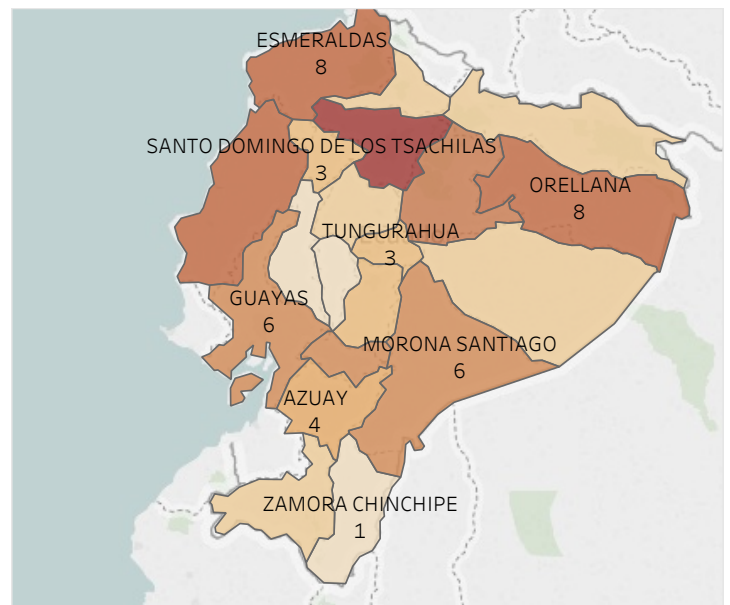 ESMERALDAS
8
SANTO DOMINGO DE LOS TSACHILAS
3
ORELLANA
8
TUNGURAHUA
3
GUAYAS
6
MORONA SANTIAGO
6
AZUAY
4
ZAMORA CHINCHIPE
1